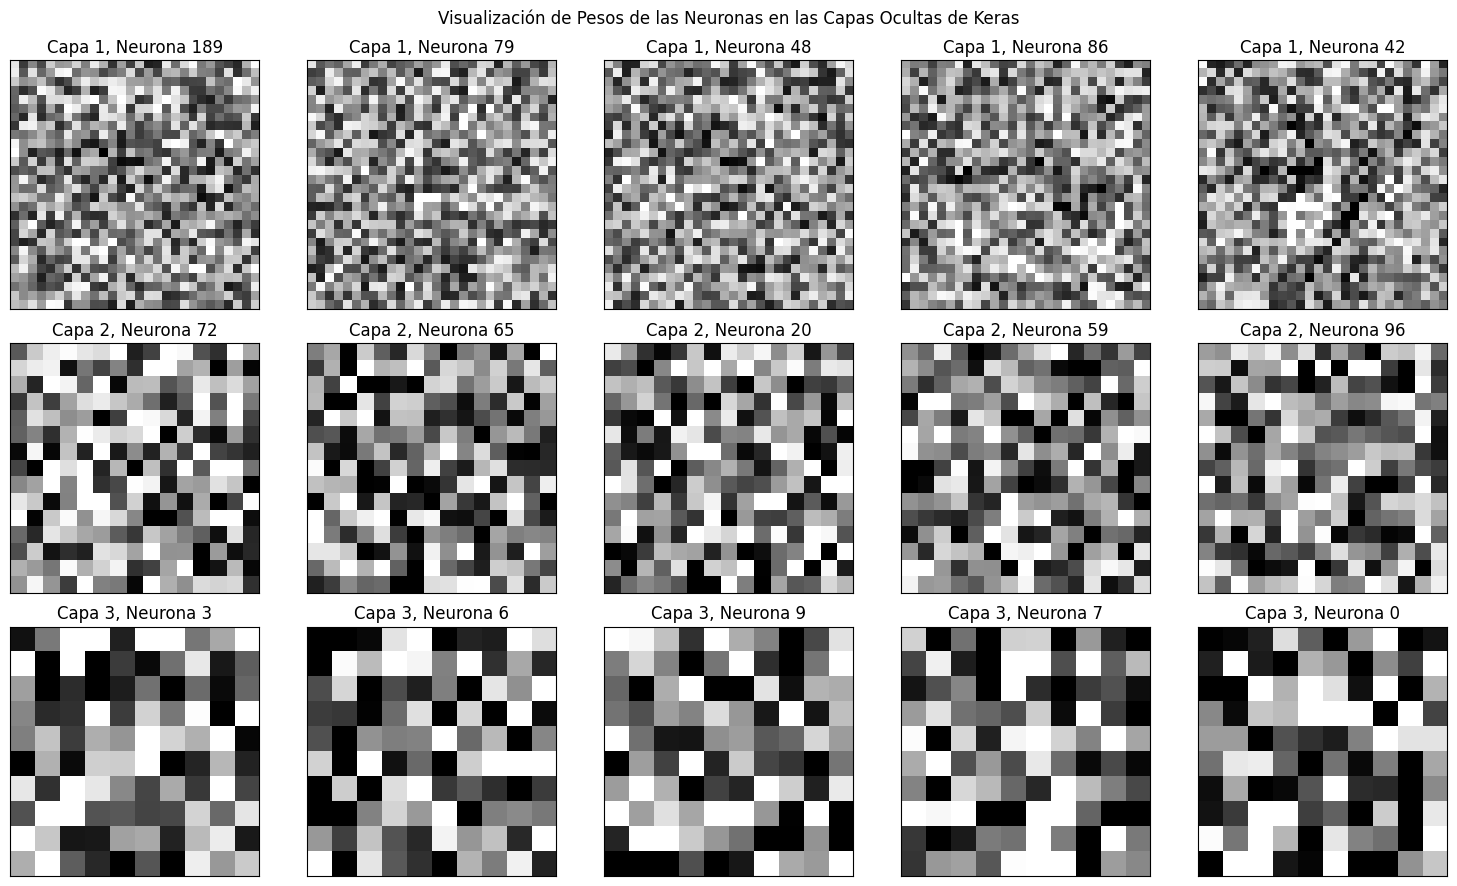 Visualización de Pesos de las Neuronas en las Capas Ocultas de Keras
Capa 1, Neurona 189
Capa 1, Neurona 79
Capa 1, Neurona 48
Capa 1, Neurona 86
Capa 1, Neurona 42
Capa 2, Neurona 72
Capa 2, Neurona 65
Capa 2, Neurona 20
Capa 2, Neurona 59
Capa 2, Neurona 96
Capa 3, Neurona 3
Capa 3, Neurona 6
Capa 3, Neurona 9
Capa 3, Neurona 7
Capa 3, Neurona 0